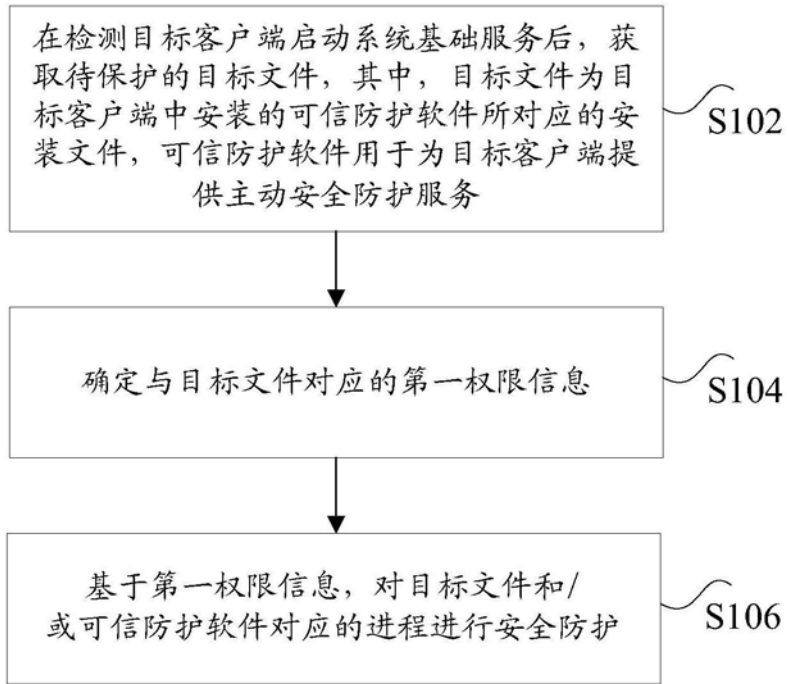 在检测目标客户端启动系统基础服务后，获
取待保护的目标文件，其中，目标文件为目
标客户端中安装的可信防护软件所对应的安
装文件，可信防护软件用于为目标客户端提
供主动安全防护服务
S102
确定与目标文件对应的第一权限信息
S104
基于第一权限信息，对目标文件和/
或可信防护软件对应的进程进行安全防护
S106